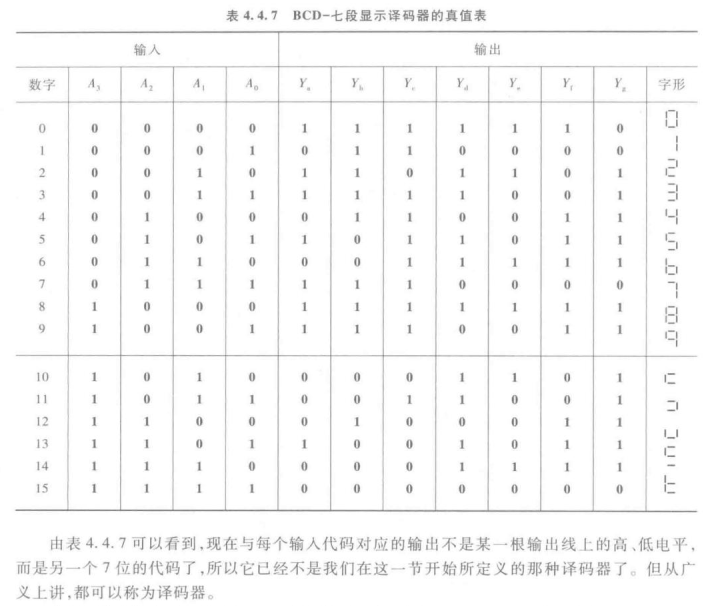 表 4.4.7 BCD-七段显示译码器的真值表
输入 输出
数字 A₃ A₂ A₁ A₀ Yₐ Y_b Y_c Y_d Yₑ Y_f Y_g 字形
0 0 0 0 0 1 1 1 1 1 1 0
1 0 0 0 1 0 1 1 0 0 0 0
2 0 0 1 0 1 1 0 1 1 0 1
3 0 0 1 1 1 1 1 1 0 0 1
4 0 1 0 0 0 1 1 0 0 1 1
5 0 1 0 1 1 0 1 1 0 1 1
6 0 1 1 0 0 0 1 1 1 1 1
7 0 1 1 1 1 1 1 0 0 0 0
8 1 0 0 0 1 1 1 1 1 1 1
9 1 0 0 1 1 1 1 0 0 1 1
10 1 0 1 0 0 0 0 1 1 0 1
11 1 0 1 1 0 0 1 1 0 0 1
12 1 1 0 0 0 1 0 0 0 1 1
13 1 1 0 1 1 0 0 1 0 1 1
14 1 1 1 0 0 0 0 1 1 1 1
15 1 1 1 1 0 0 0 0 0 0 0
由表 4.4.7 可以看到,现在与每个输入代码对应的输出不是某一根输出线上的高、低电平,
而是另一个 7 位的代码了,所以它已经不是我们在这一节开始所定义的那种译码器了。但从广
义上讲,都可以称为译码器。